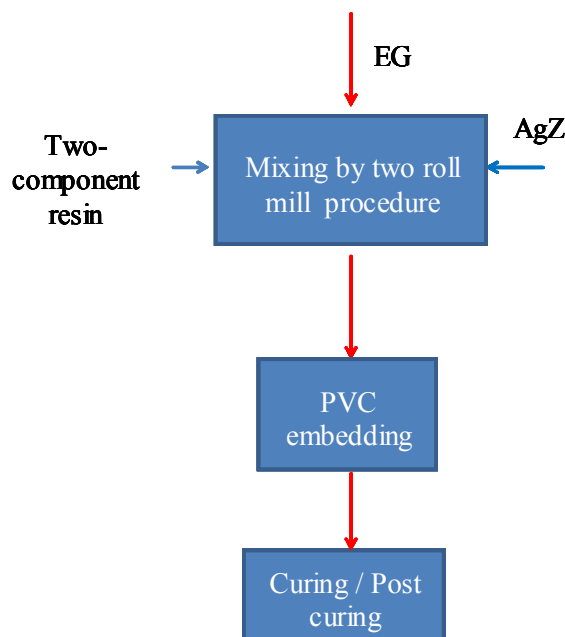 EG
AgZ
Two-
component
resin
Mixing by two roll
mill procedure
PVC
embedding
Curing / Post
curing